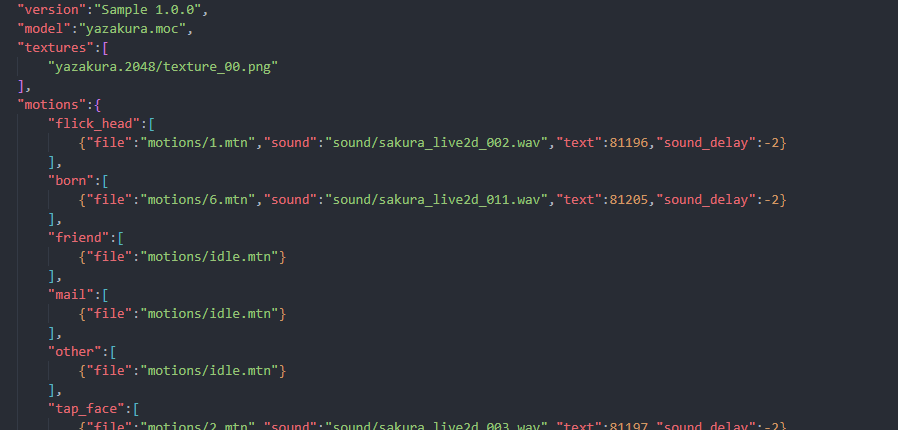 "version":"Sample 1.0.0",
"model":"yazakura.moc",
"textures":[
"yazakura.2048/texture_00.png"
],
"motions":{
"flick_head":[
{"file":"motions/1.mtn","sound":"sound/sakura_live2d_002.wav","text":81196,"sound_delay":-2}
],
"born":[
{"file":"motions/6.mtn","sound":"sound/sakura_live2d_011.wav","text":81205,"sound_delay":-2}
],
"friend":[
{"file":"motions/idle.mtn"}
],
"mail":[
{"file":"motions/idle.mtn"}
],
"other":[
{"file":"motions/idle.mtn"}
],
"tap_face":[
{"file":"motions/2.mtn","sound":"sound/sakura_live2d_003.wav","text":81197,"sound_delay":-2}